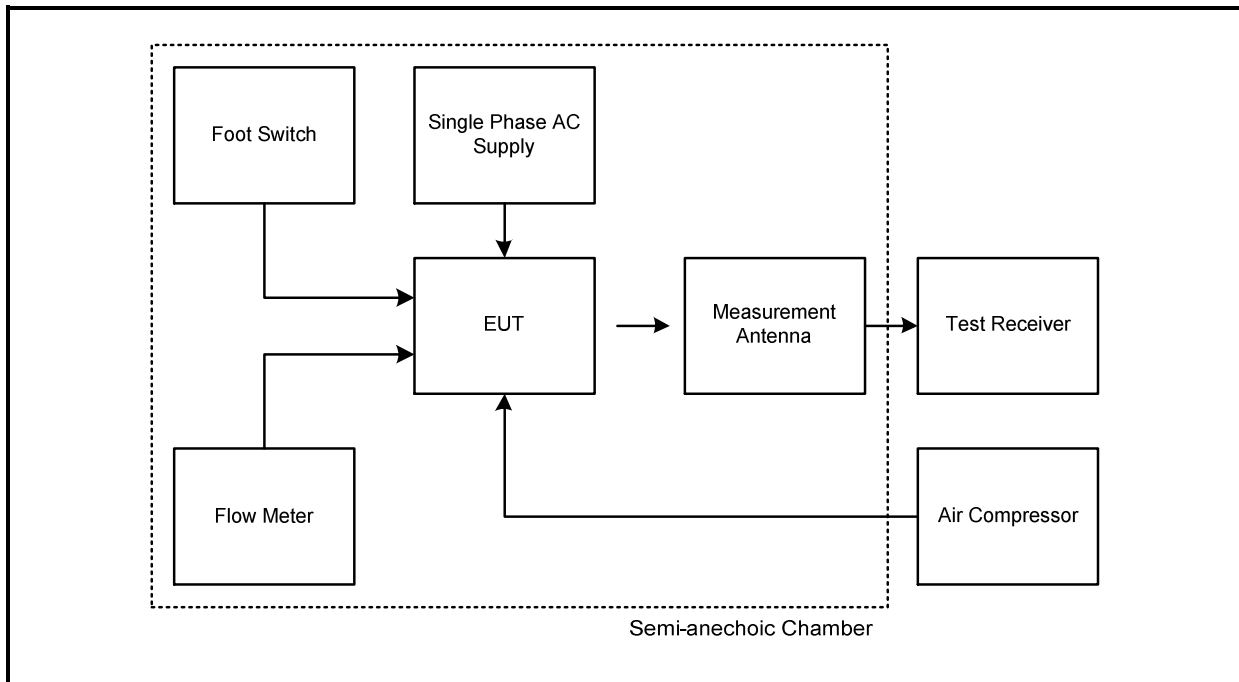 Foot Switch
Single Phase AC
Supply
EUT
Measurement
Antenna
Test Receiver
Flow Meter
Air Compressor
Semi-anechoic Chamber